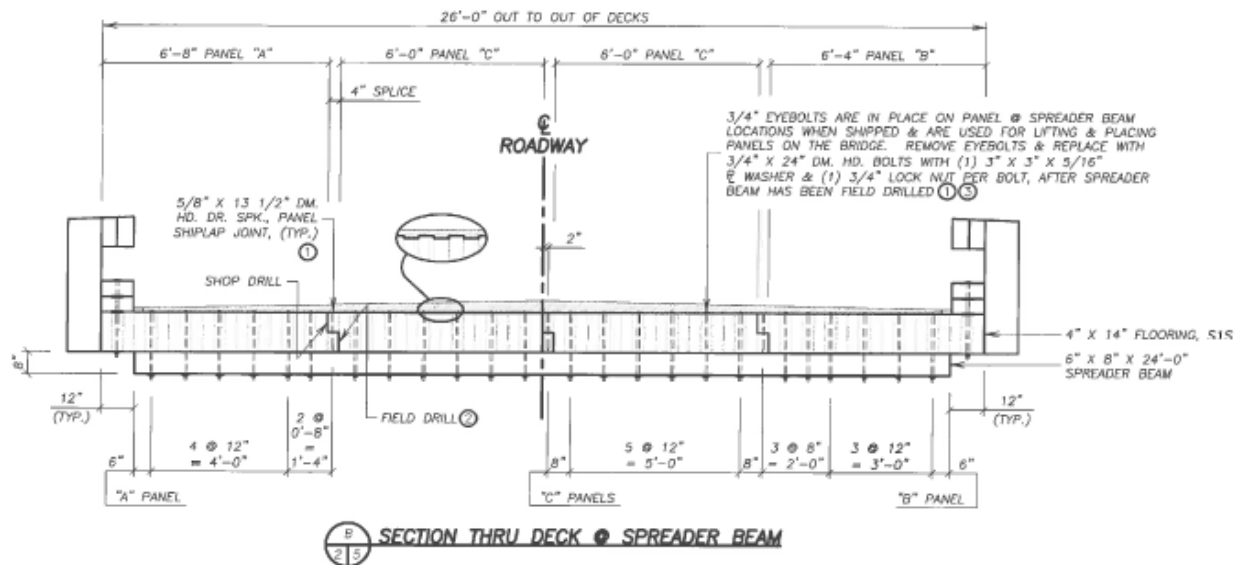 26'-0" OUT TO OUT OF DECKS
6'-8" PANEL "A"
6'-0" PANEL "C"
6'-0" PANEL "C"
6'-4" PANEL "B"
4" SPLICE
℄
ROADWAY
3/4" EYEBOLTS ARE IN PLACE ON PANEL @ SPREADER BEAM
LOCATIONS WHEN SHIPPED & ARE USED FOR LIFTING & PLACING
PANELS ON THE BRIDGE. REMOVE EYEBOLTS & REPLACE WITH
3/4" X 24" DM. HD. BOLTS WITH (1) 3" X 3" X 5/16"
WASHER & (1) 3/4" LOCK NUT PER BOLT, AFTER SPREADER
BEAM HAS BEEN FIELD DRILLED ① ③
5/8" X 13 1/2" DM.
HD. DR. SPK., PANEL
SHIPLAP JOINT, (TYP.)
①
2"
SHOP DRILL
4" X 14" FLOORING, S1S
6" X 8" X 24'-0"
SPREADER BEAM
8"
12"
(TYP.)
FIELD DRILL ②
12"
(TYP.)
6"
4 @ 12"
= 4'-0"
2 @
0'-8"
=
1'-4"
8"
5 @ 12"
= 5'-0"
8"
3 @ 8"
= 2'-0"
3 @ 12"
= 3'-0"
6"
"A" PANEL
"C" PANELS
"B" PANEL
B
2 5
SECTION THRU DECK @ SPREADER BEAM